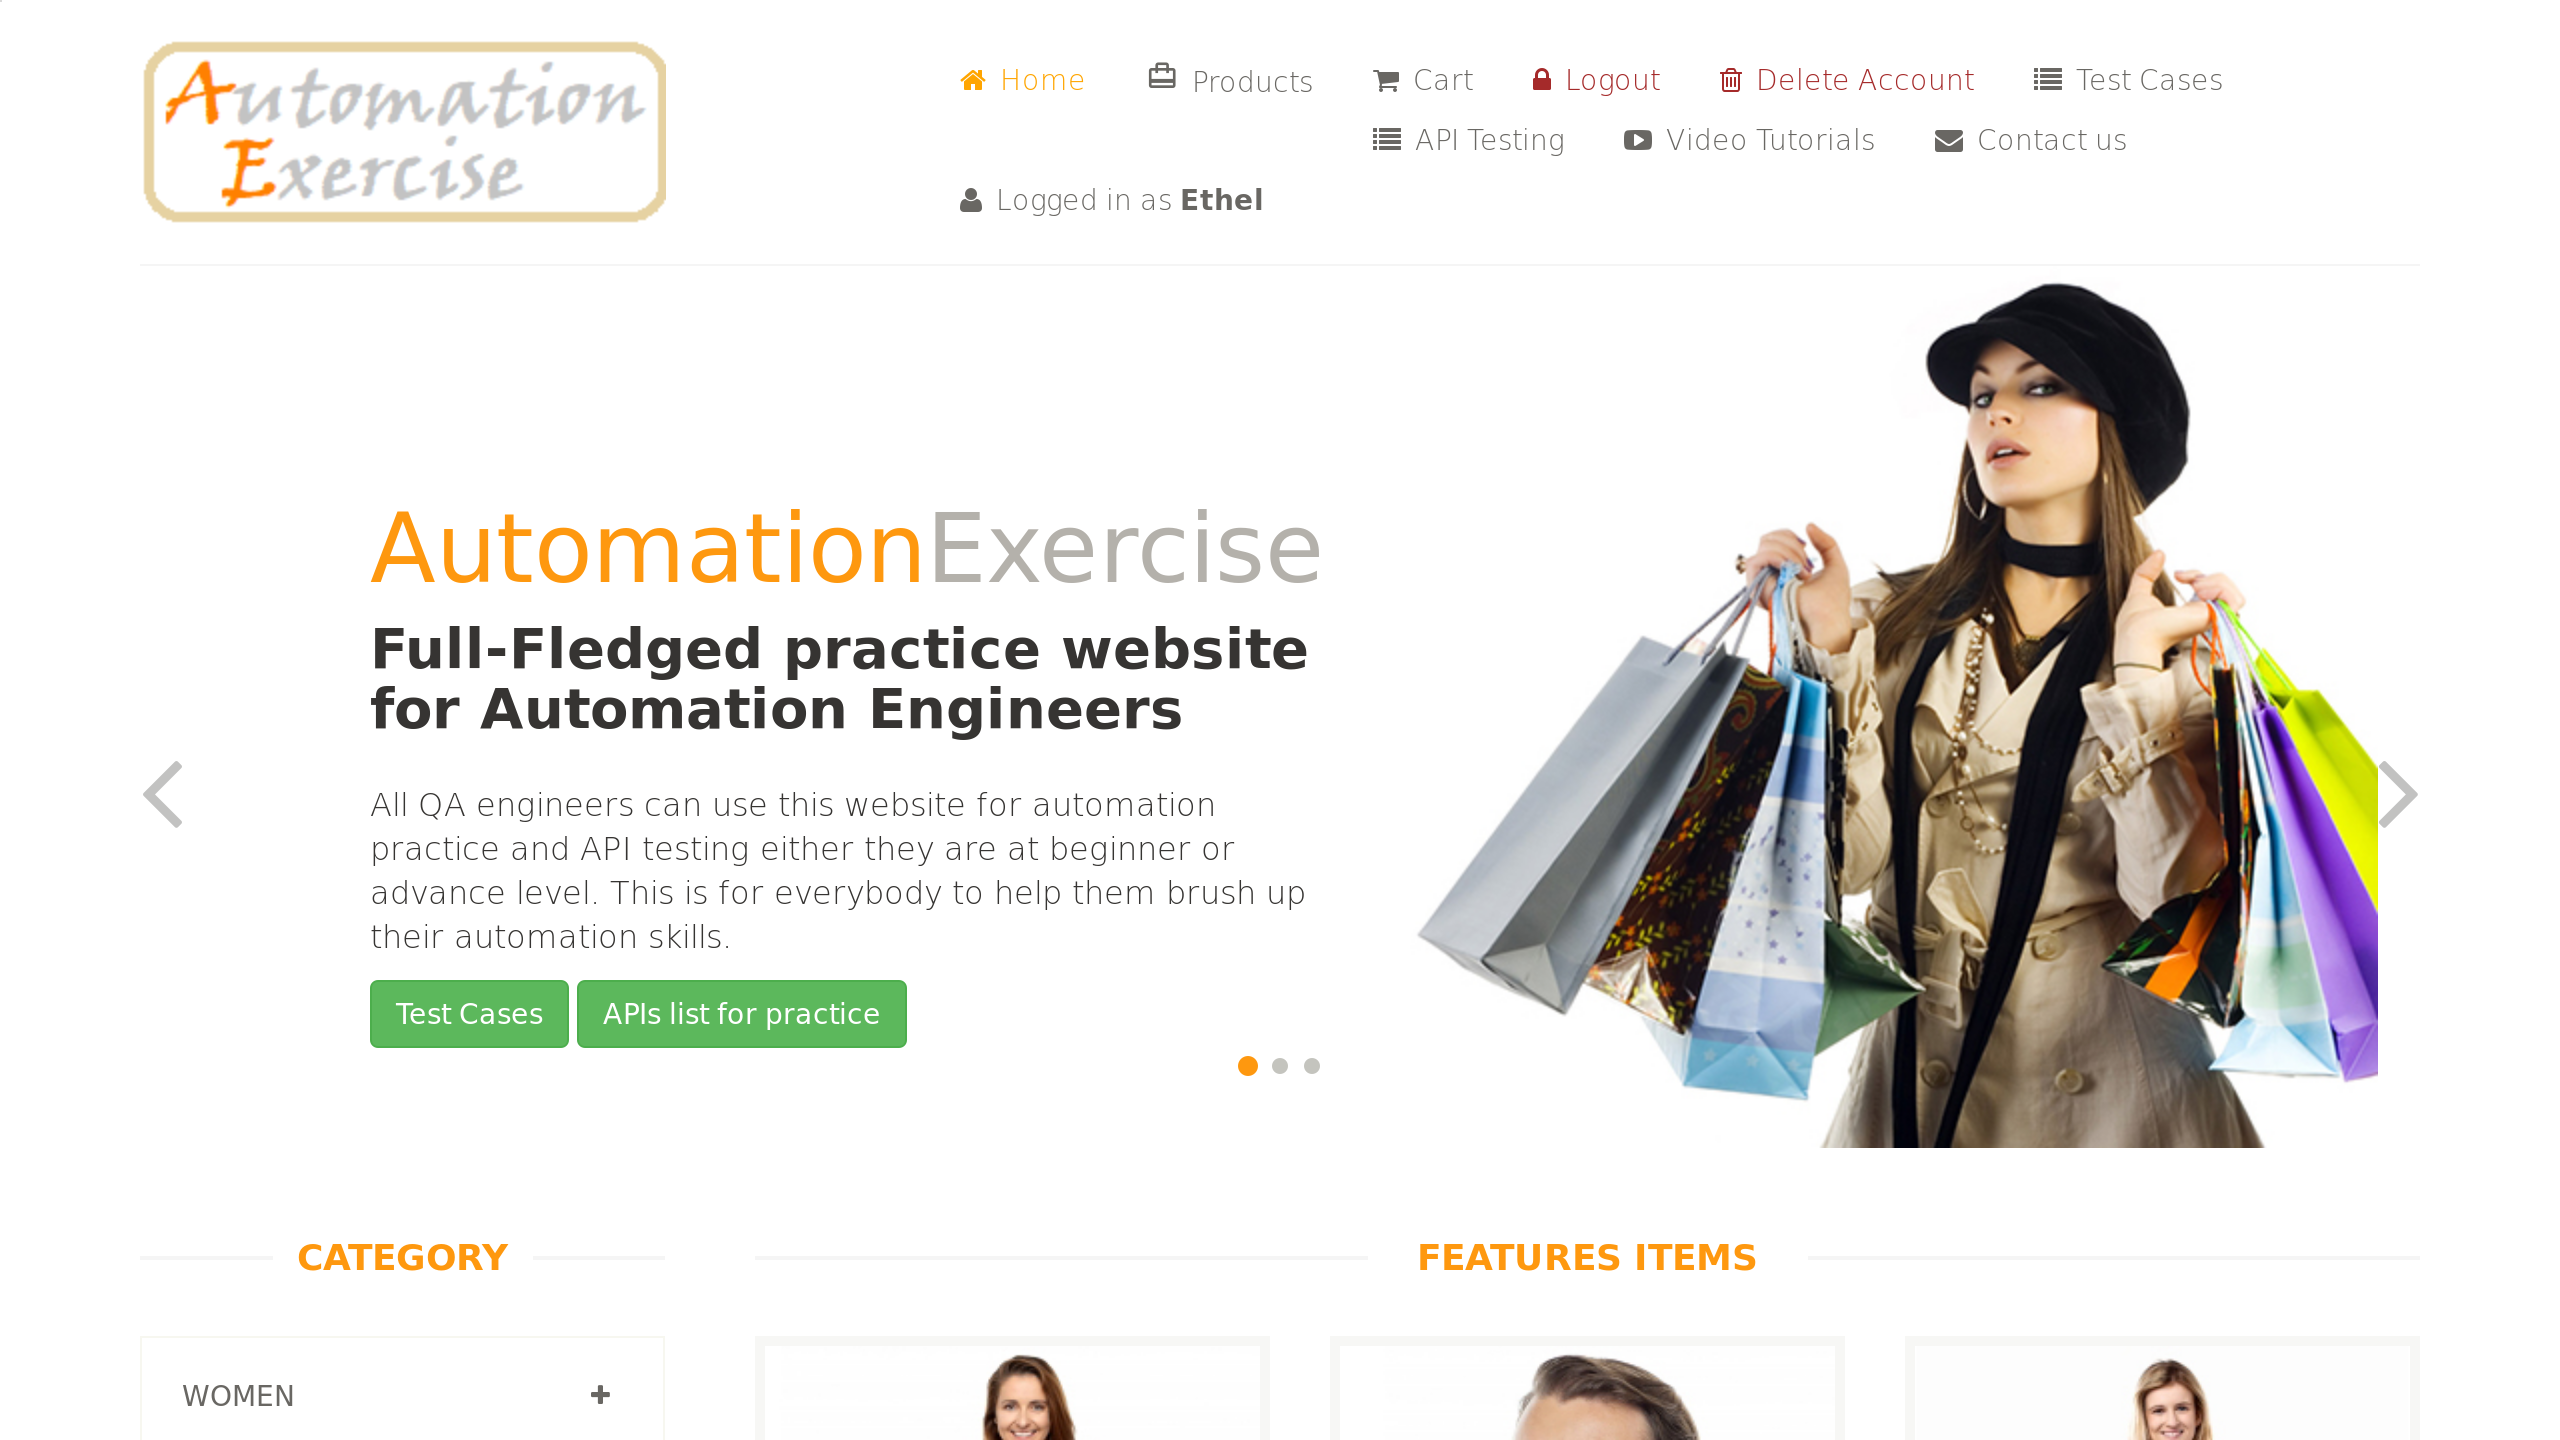 Automation
Exercise
Home Products Cart Logout Delete Account Test Cases
API Testing Video Tutorials Contact us
Logged in as Ethel
AutomationExercise
Full-Fledged practice website
for Automation Engineers
All QA engineers can use this website for automation
practice and API testing either they are at beginner or
advance level. This is for everybody to help them brush up
their automation skills.
Test Cases APIs list for practice
CATEGORY
FEATURES ITEMS
WOMEN